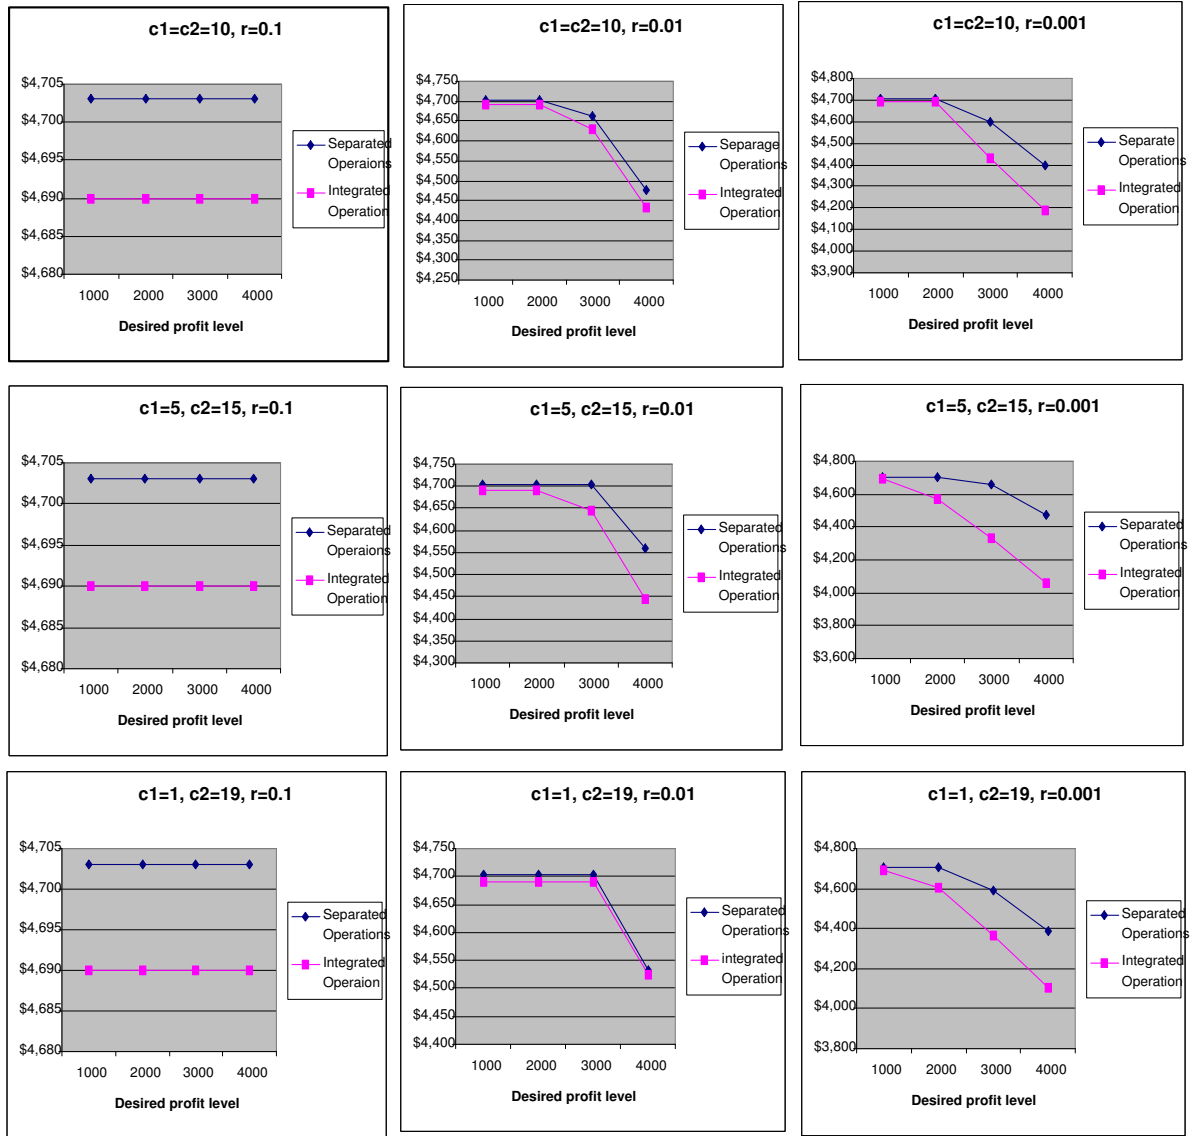 c1=c2=10, r=0.1
$4,705
$4,700
$4,695
$4,690
$4,685
$4,680
1000 2000 3000 4000
Desired profit level
Separated
Operaions
Integrated
Operation
c1=c2=10, r=0.01
$4,750
$4,700
$4,650
$4,600
$4,550
$4,500
$4,450
$4,400
$4,350
$4,300
$4,250
1000 2000 3000 4000
Desired profit level
Separage
Operations
Integrated
Operation
c1=c2=10, r=0.001
$4,800
$4,700
$4,600
$4,500
$4,400
$4,300
$4,200
$4,100
$4,000
$3,900
1000 2000 3000 4000
Desired profit level
Separate
Operations
Integrated
Operation
c1=5, c2=15, r=0.1
$4,705
$4,700
$4,695
$4,690
$4,685
$4,680
1000 2000 3000 4000
Desired profit level
Separated
Operaions
Integrated
Operation
c1=5, c2=15, r=0.01
$4,750
$4,700
$4,650
$4,600
$4,550
$4,500
$4,450
$4,400
$4,350
$4,300
1000 2000 3000 4000
Desired profit level
Separated
Operations
Integrated
Operation
c1=5, c2=15, r=0.001
$4,800
$4,600
$4,400
$4,200
$4,000
$3,800
$3,600
1000 2000 3000 4000
Desired profit level
Separated
Operations
Integrated
Operation
c1=1, c2=19, r=0.1
$4,705
$4,700
$4,695
$4,690
$4,685
$4,680
1000 2000 3000 4000
Desired profit level
Separated
Operations
Integrated
Operaion
c1=1, c2=19, r=0.01
$4,750
$4,700
$4,650
$4,600
$4,550
$4,500
$4,450
$4,400
1000 2000 3000 4000
Desired profit level
Separated
Operations
integrated
Operation
c1=1, c2=19, r=0.001
$4,800
$4,600
$4,400
$4,200
$4,000
$3,800
1000 2000 3000 4000
Desired profit level
Separated
Operations
Integrated
Operation